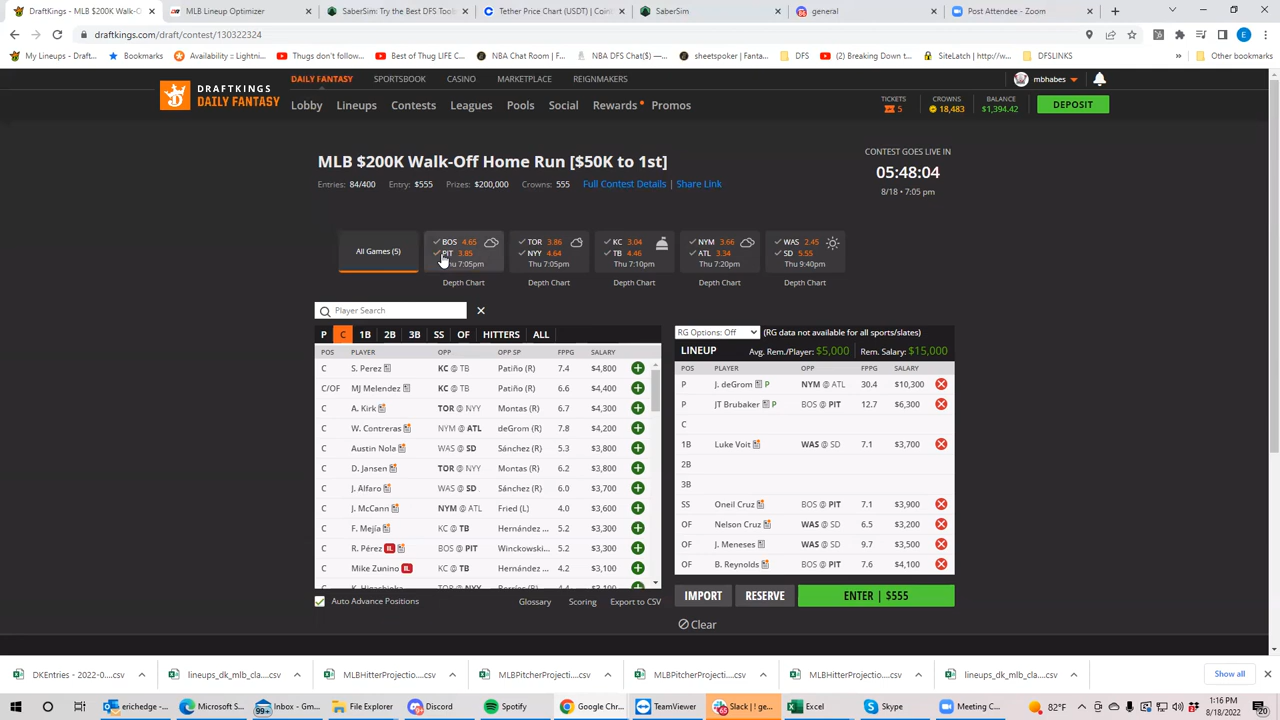 DraftKings - MLB $200K Walk-O
MLB Lineup Optimizer
SaberSim: Try the Best DFS Tools
Tether Price Chart (USDT) | Coin
SaberSim
general
Post Attendee - Zoom
draftkings.com/draft/contest/130322324
My Lineups - Draft...
Bookmarks
Availability :: Lightni...
Thugs don't follow...
Best of Thug LIFE C...
NBA Chat Room | F...
NBA DFS Chat($) —...
sheetspoker | Fanta...
DFS
(2) Breaking Down...
SiteLatch | http://w...
DFSLINKS
»
Other bookmarks
DRAFTKINGS
DAILY FANTASY
DAILY FANTASY SPORTSBOOK CASINO MARKETPLACE REIGNMAKERS
mbhabes
Lobby Lineups Contests Leagues Pools Social Rewards Promos
TICKETS
5
CROWNS
18,483
BALANCE
$1,394.42
DEPOSIT
MLB $200K Walk-Off Home Run [$50K to 1st]
Entries: 84/400 Entry: $555 Prizes: $200,000 Crowns: 555 Full Contest Details | Share Link
CONTEST GOES LIVE IN
05:48:04
8/18 • 7:05 pm
All Games (5)
BOS 4.65
PIT 3.85
Thu 7:05pm
Depth Chart
TOR 3.86
NYY 4.64
Thu 7:05pm
Depth Chart
KC 3.04
TB 4.46
Thu 7:10pm
Depth Chart
NYM 3.66
ATL 3.34
Thu 7:20pm
Depth Chart
WAS 2.45
SD 5.55
Thu 9:40pm
Depth Chart
Player Search
P C 1B 2B 3B SS OF HITTERS ALL
POS PLAYER OPP OPP SP FPPG SALARY
C S. Perez KC @ TB Patiño (R) 7.4 $4,800
C/OF MJ Melendez KC @ TB Patiño (R) 6.6 $4,400
C A. Kirk TOR @ NYY Montas (R) 6.7 $4,300
C W. Contreras NYM @ ATL deGrom (R) 7.8 $4,200
C Austin Nola WAS @ SD Sánchez (R) 5.3 $3,800
C D. Jansen TOR @ NYY Montas (R) 6.2 $3,800
C J. Alfaro WAS @ SD Sánchez (R) 6.0 $3,700
C J. McCann NYM @ ATL Fried (L) 4.0 $3,600
C F. Mejía KC @ TB Hernández ... 5.2 $3,300
C R. Pérez IL BOS @ PIT Winckowski... 5.2 $3,300
C Mike Zunino IL KC @ TB Hernández ... 4.2 $3,100
Auto Advance Positions
Glossary Scoring Export to CSV
RG Options: Off (RG data not available for all sports/slates)
LINEUP Avg. Rem./Player: $5,000 Rem. Salary: $15,000
POS PLAYER OPP FPPG SALARY
P J. deGrom P NYM @ ATL 30.4 $10,300
P JT Brubaker P BOS @ PIT 12.7 $6,300
C
1B Luke Voit WAS @ SD 7.1 $3,700
2B
3B
SS Oneil Cruz BOS @ PIT 7.1 $3,900
OF Nelson Cruz WAS @ SD 6.5 $3,200
OF J. Meneses WAS @ SD 9.7 $3,500
OF B. Reynolds BOS @ PIT 7.6 $4,100
IMPORT RESERVE ENTER | $555
Clear
DKEntries - 2022-0....csv
lineups_dk_mlb_cla....csv
MLBHitterProjection....csv
MLBPitcherProjecti....csv
MLBPitcherProjecti....csv
MLBHitterProjection....csv
lineups_dk_mlb_cla....csv
Show all
richedge - ...
Microsoft S...
99+
Inbox - Gm...
File Explorer
Discord
Spotify
Google Chr...
TeamViewer
65
Slack | ! ge...
Excel
Skype
Meeting C...
82°F
1:16 PM
8/18/2022
20